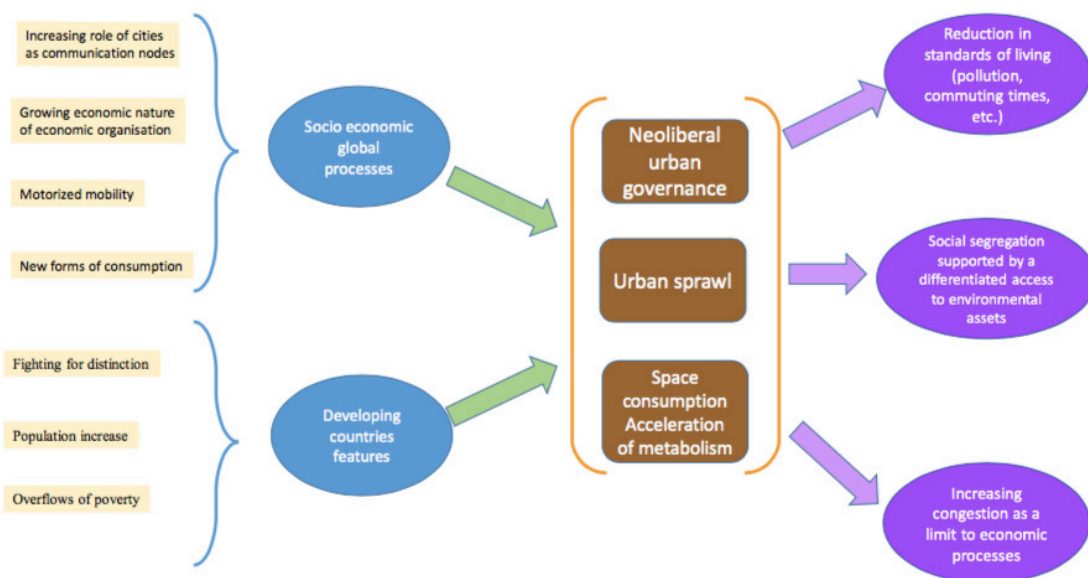 Increasing role of cities
as communication nodes
Growing economic nature
of economic organisation
Motorized mobility
New forms of consumption
Fighting for distinction
Population increase
Overflows of poverty
Socio economic
global
processes
Developing
countries
features
Neoliberal
urban
governance
Urban sprawl
Space
consumption
Acceleration
of metabolism
Reduction in
standards of living
(pollution,
commuting times,
etc.)
Social segregation
supported by a
differentiated access
to environmental
assets
Increasing
congestion as a
limit to economic
processes